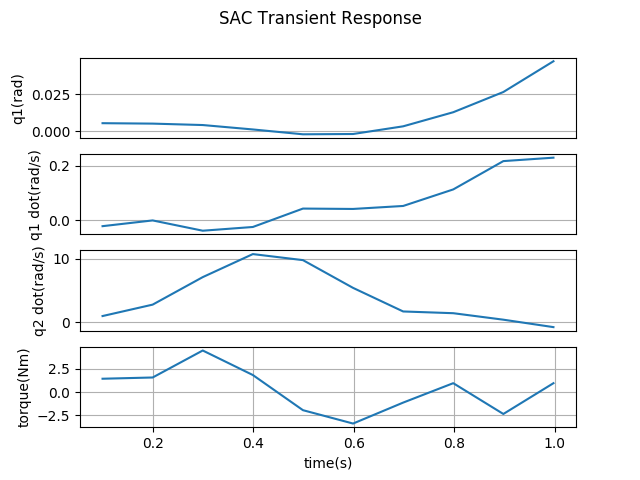 SAC Transient Response
q1(rad)
0.025
0.000
q1 dot(rad/s)
0.2
0.0
q2 dot(rad/s)
10
0
torque(Nm)
2.5
0.0
−2.5
0.2 0.4 0.6 0.8 1.0
time(s)